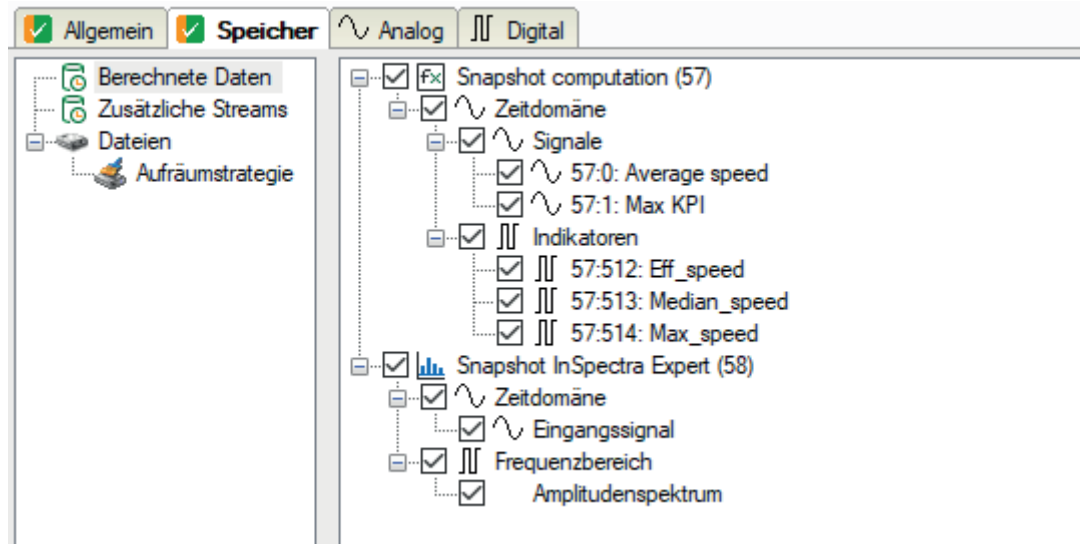 Allgemein Speicher Analog Digital
Berechnete Daten
Zusätzliche Streams
Dateien
Aufräumstrategie
fx Snapshot computation (57)
Zeitdomäne
Signale
57:0: Average speed
57:1: Max KPI
Indikatoren
57:512: Eff_speed
57:513: Median_speed
57:514: Max_speed
Snapshot InSpectra Expert (58)
Zeitdomäne
Eingangssignal
Frequenzbereich
Amplitudenspektrum